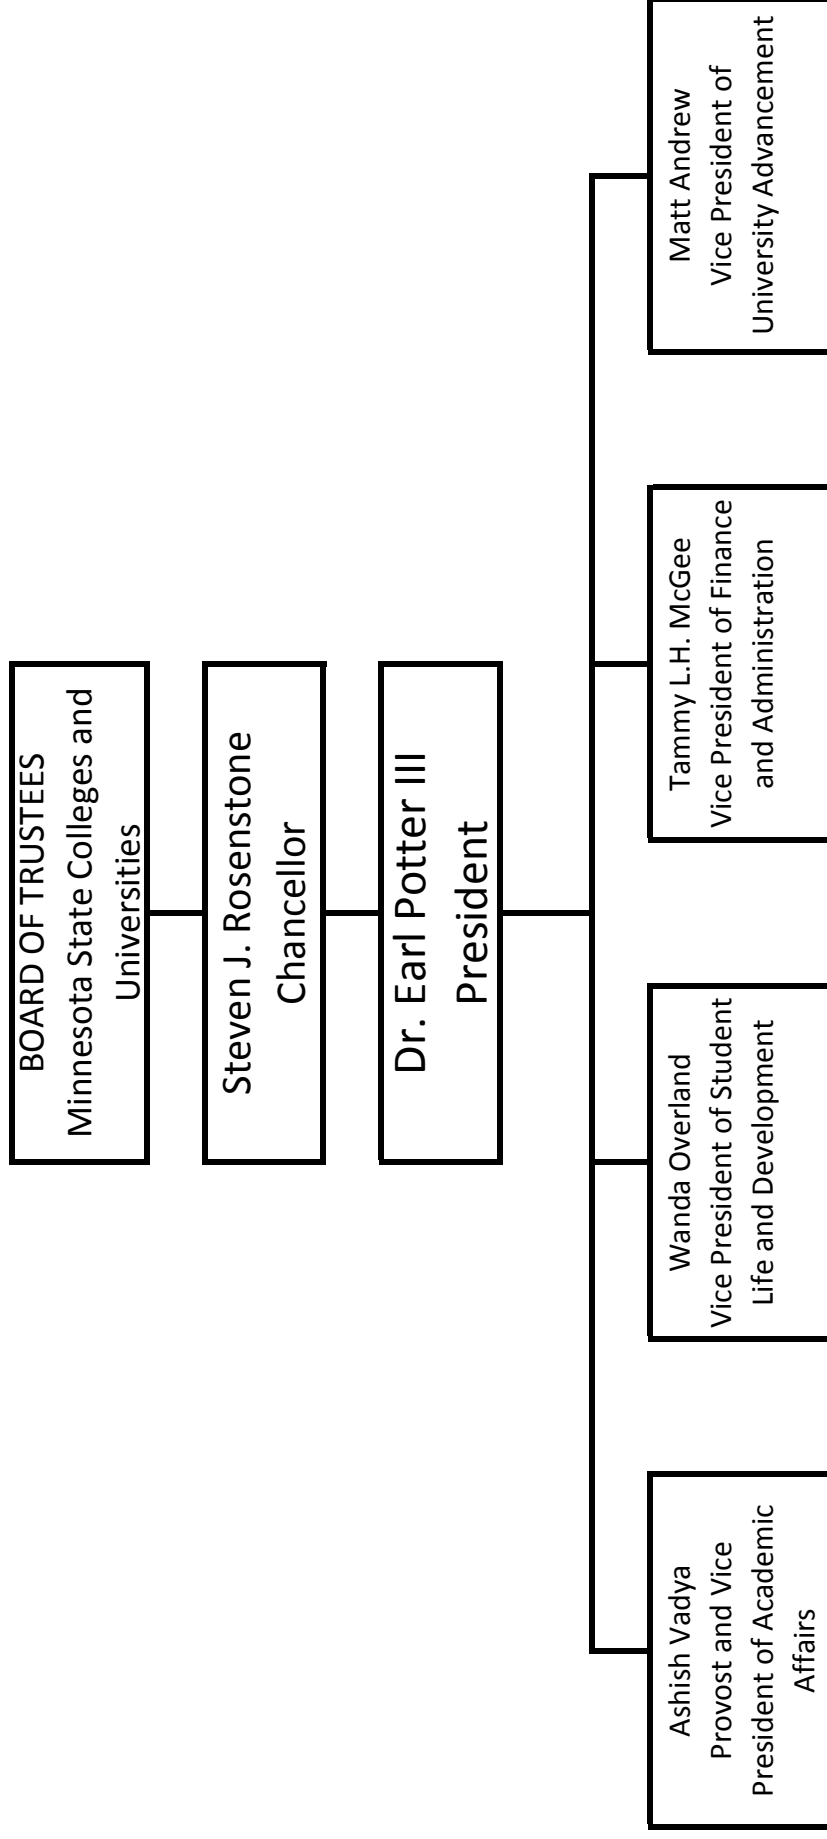 BOARD OF TRUSTEES
Minnesota State Colleges and
Universities
Steven J. Rosenstone
Chancellor
Dr. Earl Potter III
President
Ashish Vadya
Provost and Vice
President of Academic
Affairs
Wanda Overland
Vice President of Student
Life and Development
Tammy L.H. McGee
Vice President of Finance
and Administration
Matt Andrew
Vice President of
University Advancement